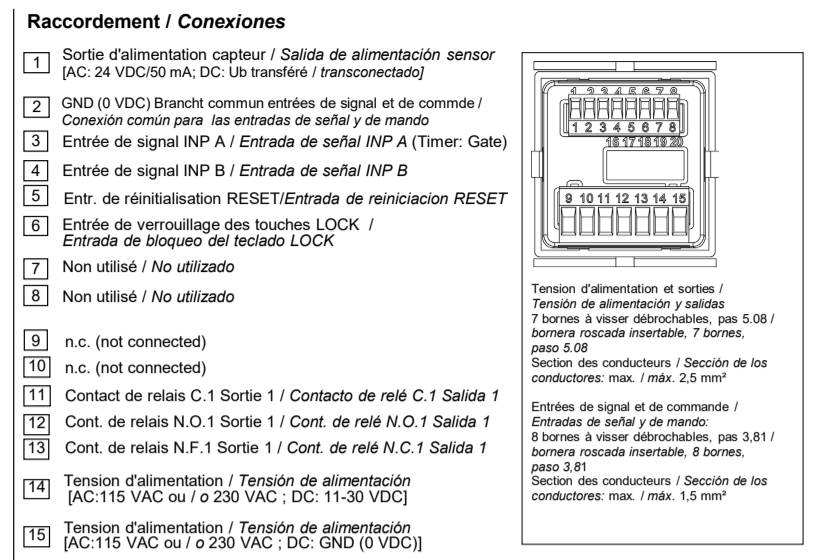 Raccordement / Conexiones
1 Sortie d'alimentation capteur / Salida de alimentación sensor
[AC: 24 VDC/50 mA; DC: Ub transféré / transconectado]
2 GND (0 VDC) Brancht commun entrées de signal et de commde /
Conexión común para las entradas de señal y de mando
3 Entrée de signal INP A / Entrada de señal INP A (Timer: Gate)
4 Entrée de signal INP B / Entrada de señal INP B
5 Entr. de réinitialisation RESET/Entrada de reiniciacion RESET
6 Entrée de verrouillage des touches LOCK /
Entrada de bloqueo del teclado LOCK
7 Non utilisé / No utilizado
8 Non utilisé / No utilizado
9 n.c. (not connected)
10 n.c. (not connected)
11 Contact de relais C.1 Sortie 1 / Contacto de relé C.1 Salida 1
12 Cont. de relais N.O.1 Sortie 1 / Cont. de relé N.O.1 Salida 1
13 Cont. de relais N.F.1 Sortie 1 / Cont. de relé N.C.1 Salida 1
14 Tension d'alimentation / Tensión de alimentación
[AC:115 VAC ou / o 230 VAC ; DC: 11-30 VDC]
15 Tension d'alimentation / Tensión de alimentación
[AC:115 VAC ou / o 230 VAC ; DC: GND (0 VDC)]
1 2 3 4 5 6 7 8
1 2 3 4 5 6 7 8
16 17 18 19 20
9 10 11 12 13 14 15
Tension d'alimentation et sorties /
Tensión de alimentación y salidas
7 bornes à visser débrochables, pas 5.08 /
bornera roscada insertable, 7 bornes,
paso 5.08
Section des conducteurs / Sección de los
conductores: max. / máx. 2,5 mm²
Entrées de signal et de commande /
Entradas de señal y de mando:
8 bornes à visser débrochables, pas 3,81 /
bornera roscada insertable, 8 bornes,
paso 3,81
Section des conducteurs / Sección de los
conductores: max. / máx. 1,5 mm²